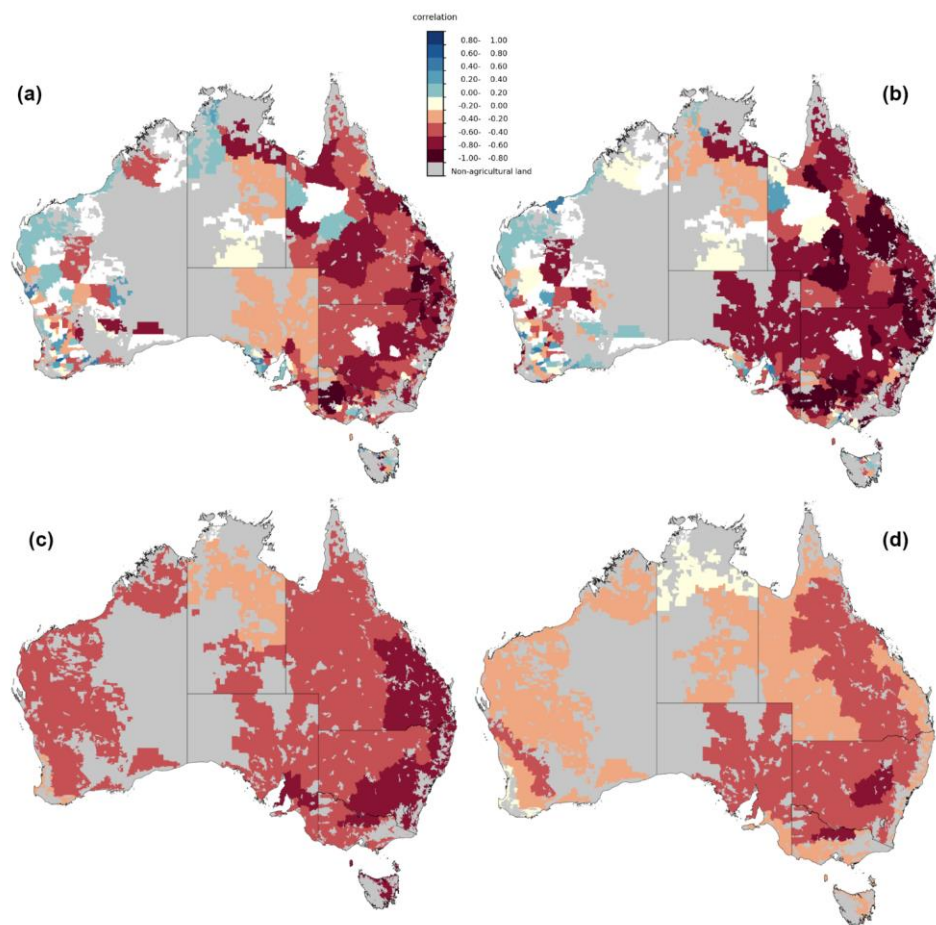 correlation
0.80- 1.00
0.60- 0.80
0.40- 0.60
0.20- 0.40
0.00- 0.20
-0.20- 0.00
-0.40- -0.20
-0.60- -0.40
-0.80- -0.60
-1.00- -0.80
Non-agricultural land
(a)
(b)
(c)
(d)